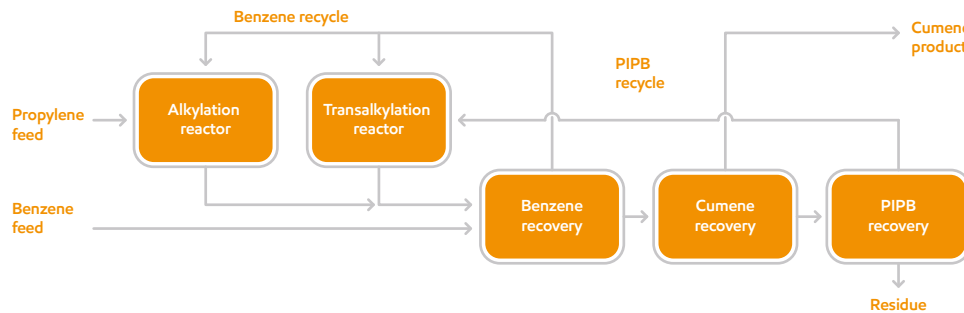 Benzene recycle
Cumene
product
PIPB
recycle
Propylene
feed
Alkylation
reactor
Transalkylation
reactor
Benzene
feed
Benzene
recovery
Cumene
recovery
PIPB
recovery
Residue